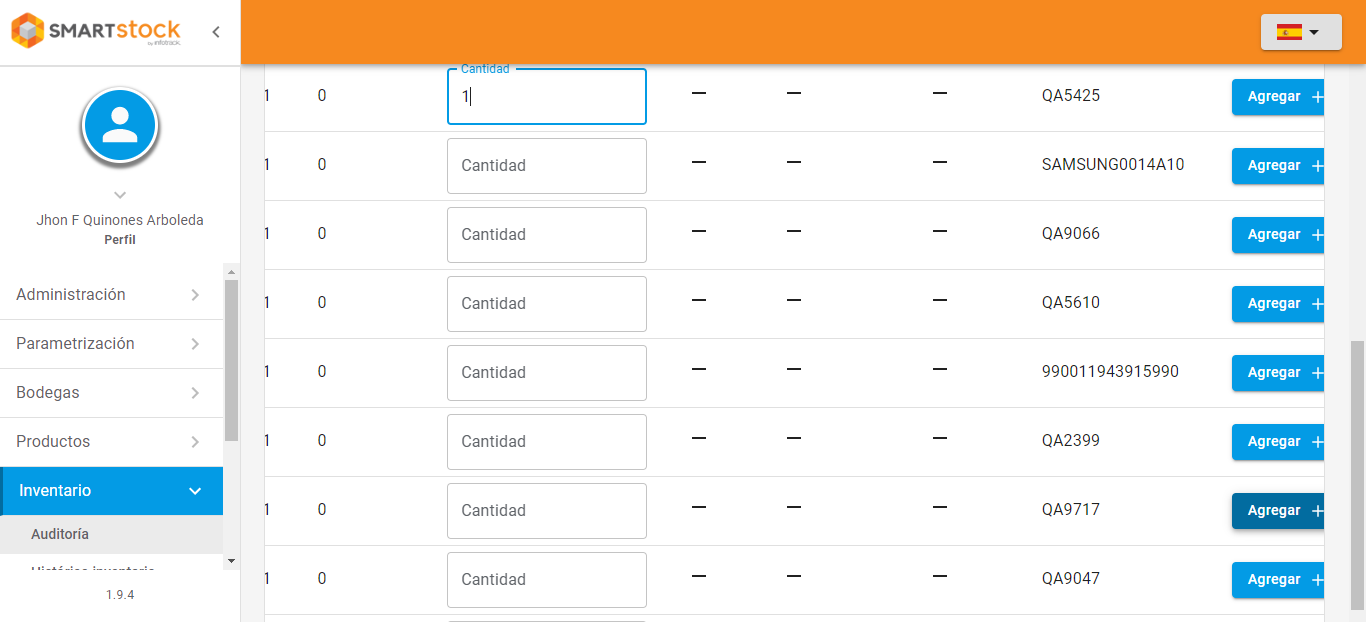 SMARTstock
by infotrack.
Jhon F Quinones Arboleda
Perfil
Administración
Parametrización
Bodegas
Productos
Inventario
Auditoría
Histórico inventario
1.9.4
Cantidad
1 0 1 — — — QA5425 Agregar +
1 0 Cantidad — — — SAMSUNG0014A10 Agregar +
1 0 Cantidad — — — QA9066 Agregar +
1 0 Cantidad — — — QA5610 Agregar +
1 0 Cantidad — — — 990011943915990 Agregar +
1 0 Cantidad — — — QA2399 Agregar +
1 0 Cantidad — — — QA9717 Agregar +
1 0 Cantidad — — — QA9047 Agregar +